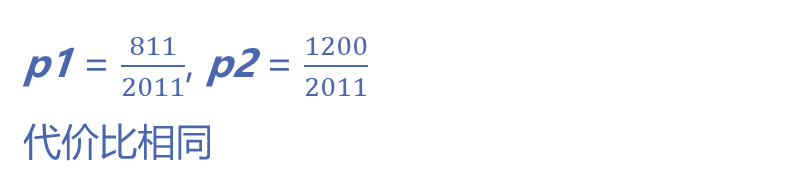 p1 = 811/2011, p2 = 1200/2011
代价比相同